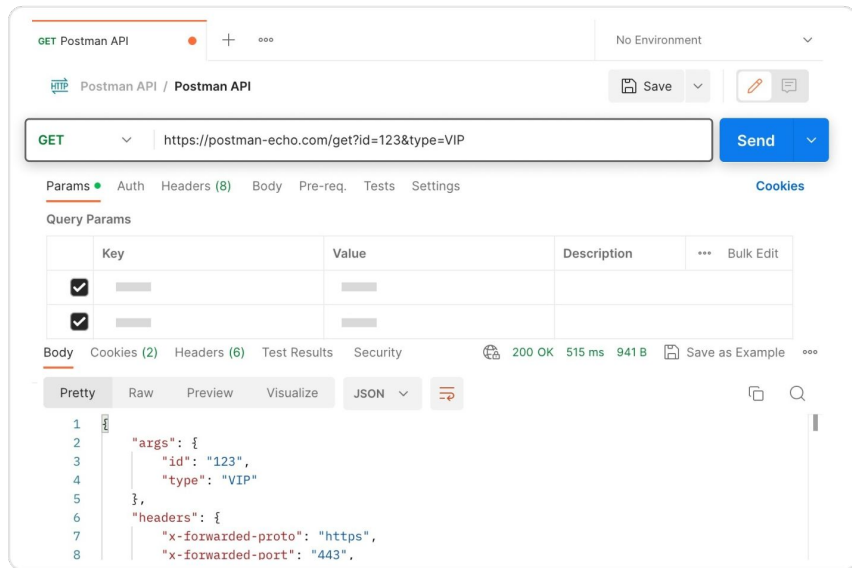 GET Postman API
No Environment
HTTP Postman API / Postman API
Save
GET https://postman-echo.com/get?id=123&type=VIP Send
Params Auth Headers (8) Body Pre-req. Tests Settings Cookies
Query Params
Key Value Description Bulk Edit
Body Cookies (2) Headers (6) Test Results Security 200 OK 515 ms 941 B Save as Example
Pretty Raw Preview Visualize JSON
1 {
2 "args": {
3 "id": "123",
4 "type": "VIP"
5 },
6 "headers": {
7 "x-forwarded-proto": "https",
8 "x-forwarded-port": "443",